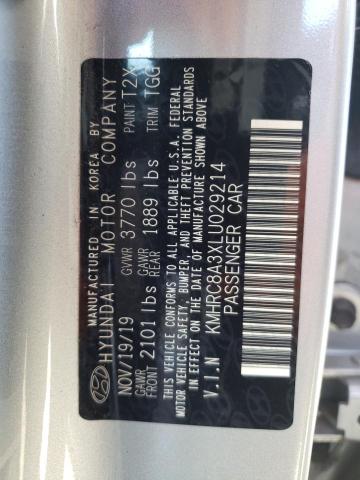 MANUFACTURED IN KOREA BY
HYUNDAI MOTOR COMPANY
NOV/19/19 GVWR 3770 lbs PAINT T2X
GAWR FRONT 2101 lbs GAWR REAR 1889 lbs TRIM TGG
THIS VEHICLE CONFORMS TO ALL APPLICABLE U.S.A. FEDERAL
MOTOR VEHICLE SAFETY, BUMPER, AND THEFT PREVENTION STANDARDS
IN EFFECT ON THE DATE OF MANUFACTURE SHOWN ABOVE.
V.I.N KMHRC8A3XLU029214
PASSENGER CAR